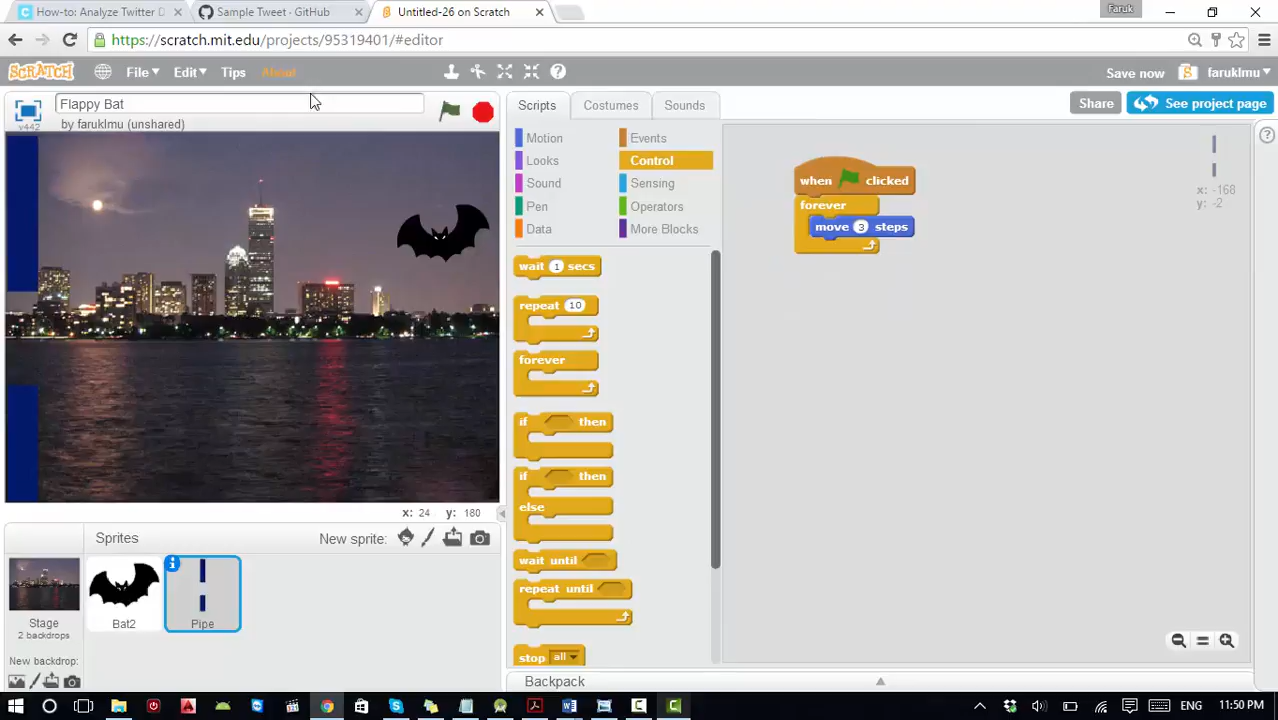 How-to: Analyze Twitter D
Sample Tweet · GitHub
Untitled-26 on Scratch
Faruk
https://scratch.mit.edu/projects/95319401/#editor
SCRATCH
File
Edit
Tips
About
Save now
faruklmu
Flappy Bat
by faruklmu (unshared)
v442
Scripts
Costumes
Sounds
Share
See project page
Motion
Events
Looks
Control
Sound
Sensing
Pen
Operators
Data
More Blocks
wait 1 secs
repeat 10
forever
if then
if then
else
wait until
repeat until
stop all
when clicked
forever
move 3 steps
x: -168
y: -2
x: 24 y: 180
Sprites
New sprite:
Stage
2 backdrops
Bat2
Pipe
New backdrop:
Backpack
ENG
11:50 PM